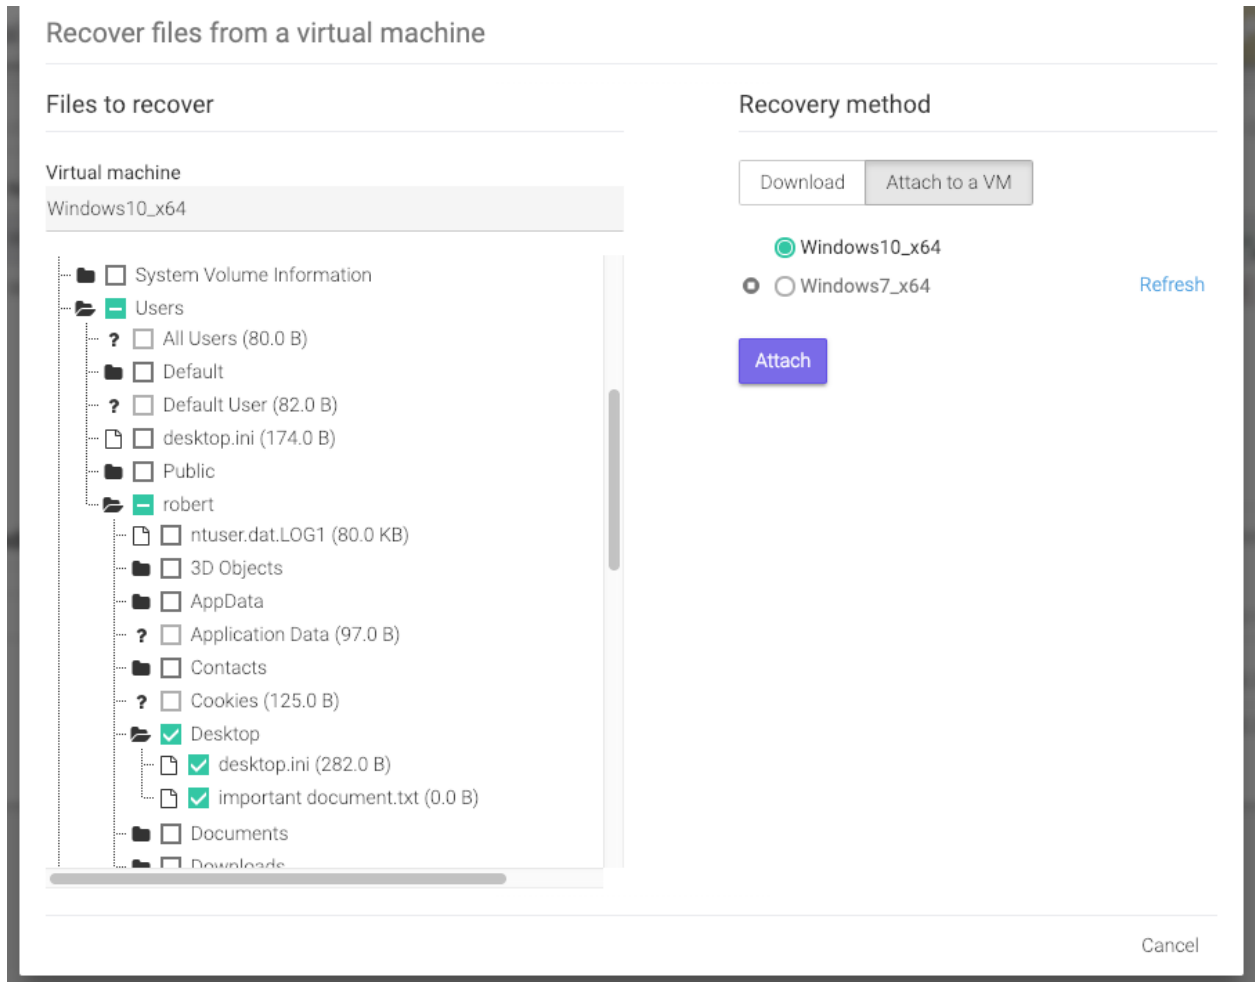 Recover files from a virtual machine
Files to recover
Virtual machine
Windows10_x64
System Volume Information
Users
? All Users (80.0 B)
Default
? Default User (82.0 B)
desktop.ini (174.0 B)
Public
robert
ntuser.dat.LOG1 (80.0 KB)
3D Objects
AppData
? Application Data (97.0 B)
Contacts
? Cookies (125.0 B)
Desktop
desktop.ini (282.0 B)
important document.txt (0.0 B)
Documents
Downloads
Recovery method
Download Attach to a VM
Windows10_x64
Windows7_x64 Refresh
Attach
Cancel